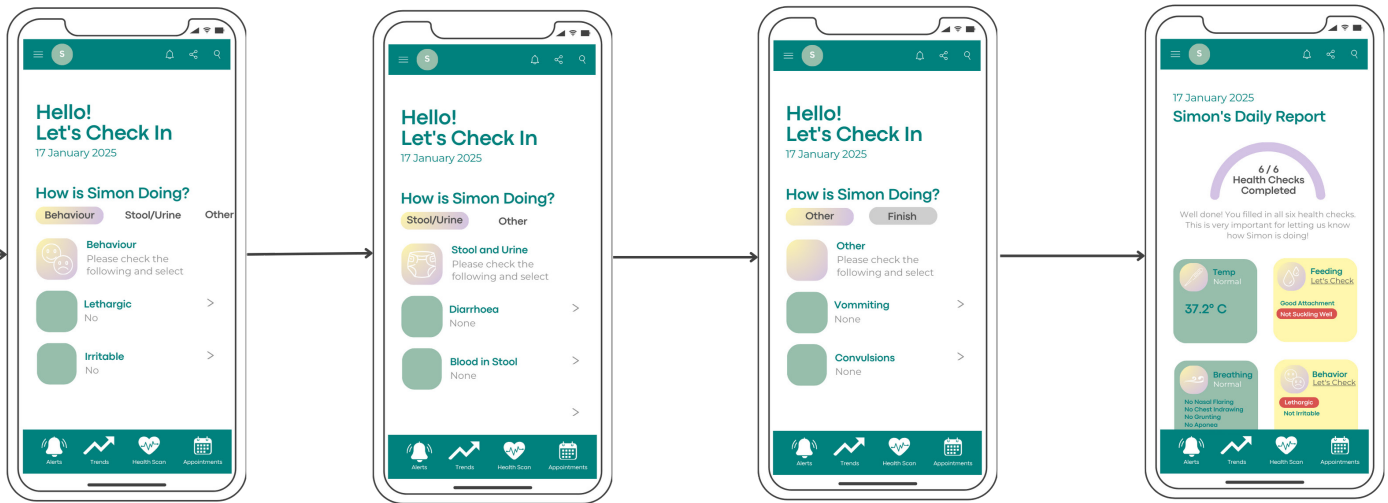 S
Hello!
Let's Check In
17 January 2025
How is Simon Doing?
Behaviour Stool/Urine Other
Behaviour
Please check the
following and select
Lethargic
No
Irritable
No
Alerts Trends Health Scan Appointments
S
Hello!
Let's Check In
17 January 2025
How is Simon Doing?
Stool/Urine Other
Stool and Urine
Please check the
following and select
Diarrhoea
None
Blood in Stool
None
Alerts Trends Health Scan Appointments
S
Hello!
Let's Check In
17 January 2025
How is Simon Doing?
Other Finish
Other
Please check the
following and select
Vommiting
None
Convulsions
None
Alerts Trends Health Scan Appointments
S
17 January 2025
Simon's Daily Report
6 / 6
Health Checks
Completed
Well done! You filled in all six health checks.
This is very important for letting us know
how Simon is doing!
Temp
Normal
37.2° C
Feeding
Let's Check
Good Attachment
Not Suckling Well
Breathing
Normal
No Nasal Flaring
No Chest Indrawing
No Grunting
No Aponea
Behavior
Let's Check
Lethargic
Not Irritable
Alerts Trends Health Scan Appointments